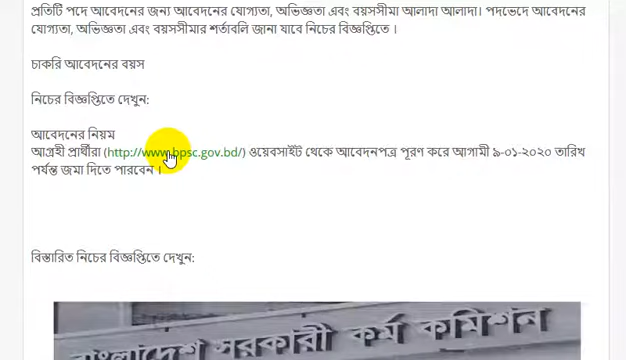 প্রতিটি পদে আবেদনের জন্য আবেদনের যোগ্যতা, অভিজ্ঞতা এবং বয়সসীমা আলাদা আলাদা। পদভেদে আবেদনের
যোগ্যতা, অভিজ্ঞতা এবং বয়সসীমার শর্তাবলি জানা যাবে নিচের বিজ্ঞপ্তিতে ।
চাকরি আবেদনের বয়স
নিচের বিজ্ঞপ্তিতে দেখুন:
আবেদনের নিয়ম
আগ্রহী প্রার্থীরা (http://www.bpsc.gov.bd/) ওয়েবসাইট থেকে আবেদনপত্র পূরণ করে আগামী ৯-০১-২০২০ তারিখ
পর্যন্ত জমা দিতে পারবেন ।
বিস্তারিত নিচের বিজ্ঞপ্তিতে দেখুন:
বাংলাদেশ সরকারী কর্ম কমিশন